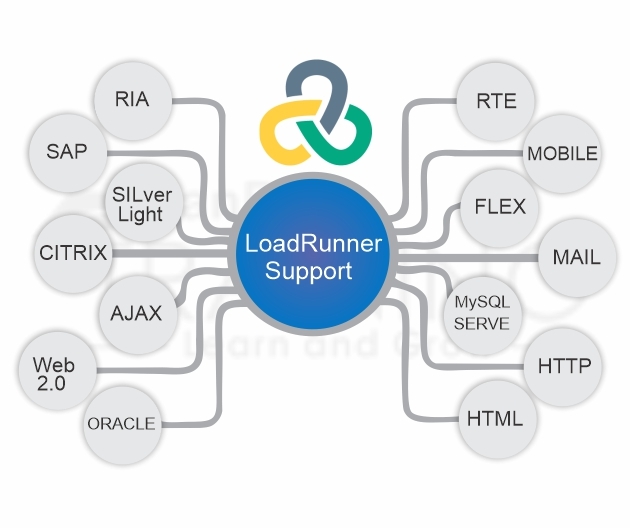 RIA
SAP
SILver
Light
CITRIX
AJAX
Web
2.0
ORACLE
LoadRunner
Support
RTE
MOBILE
FLEX
MAIL
MySQL
SERVE
HTTP
HTML
Learn and Grow